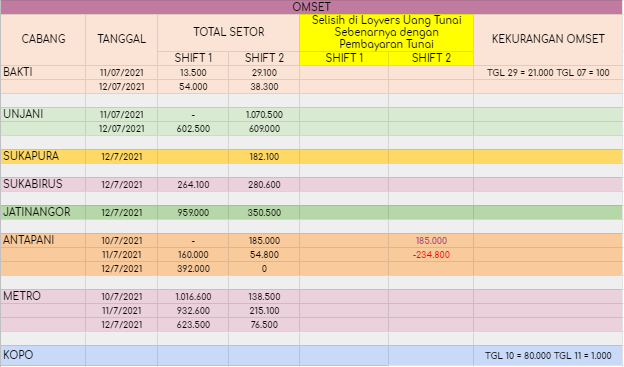 OMSET
CABANG TANGGAL TOTAL SETOR Selisih di Loyvers Uang Tunai Sebenarnya dengan Pembayaran Tunai KEKURANGAN OMSET
SHIFT 1 SHIFT 2 SHIFT 1 SHIFT 2
BAKTI 11/07/2021 13.500 29.100 TGL 29 = 21.000 TGL 07 = 100
12/07/2021 54.000 38.300
UNJANI 11/07/2021 - 1.070.500
12/07/2021 602.500 609.000
SUKAPURA 12/7/2021 182.100
SUKABIRUS 12/7/2021 264.100 280.600
JATINANGOR 12/7/2021 959.000 350.500
ANTAPANI 10/7/2021 - 185.000 185.000
11/7/2021 160.000 54.800 -234.800
12/7/2021 392.000 0
METRO 10/7/2021 1.016.600 138.500
11/7/2021 932.600 215.100
12/7/2021 623.500 76.500
KOPO TGL 10 = 80.000 TGL 11 = 1.000